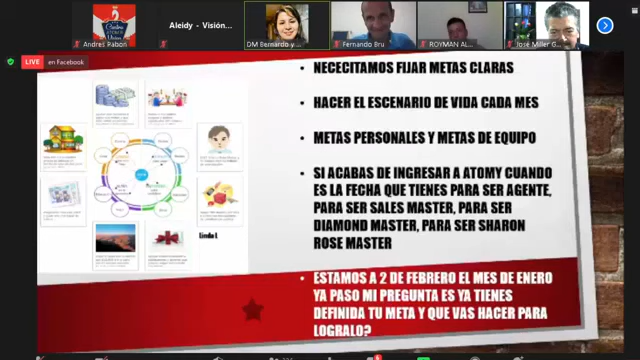 Andres Pabon
Aleidy - Visión...
DM Bernardo y ...
Fernando Bru
ROYMAN AL...
José Miller G...
LIVE en Facebook
• NECECITAMOS FIJAR METAS CLARAS
• HACER EL ESCENARIO DE VIDA CADA MES
• METAS PERSONALES Y METAS DE EQUIPO
• SI ACABAS DE INGRESAR A ATOMY CUANDO
ES LA FECHA QUE TIENES PARA SER AGENTE,
PARA SER SALES MASTER, PARA SER
DIAMOND MASTER, PARA SER SHARON
ROSE MASTER
Linda l
• ESTAMOS A 2 DE FEBRERO EL MES DE ENERO
YA PASO MI PREGUNTA ES YA TIENES
DEFINIDA TU META Y QUE VAS HACER PARA
LOGRALO?